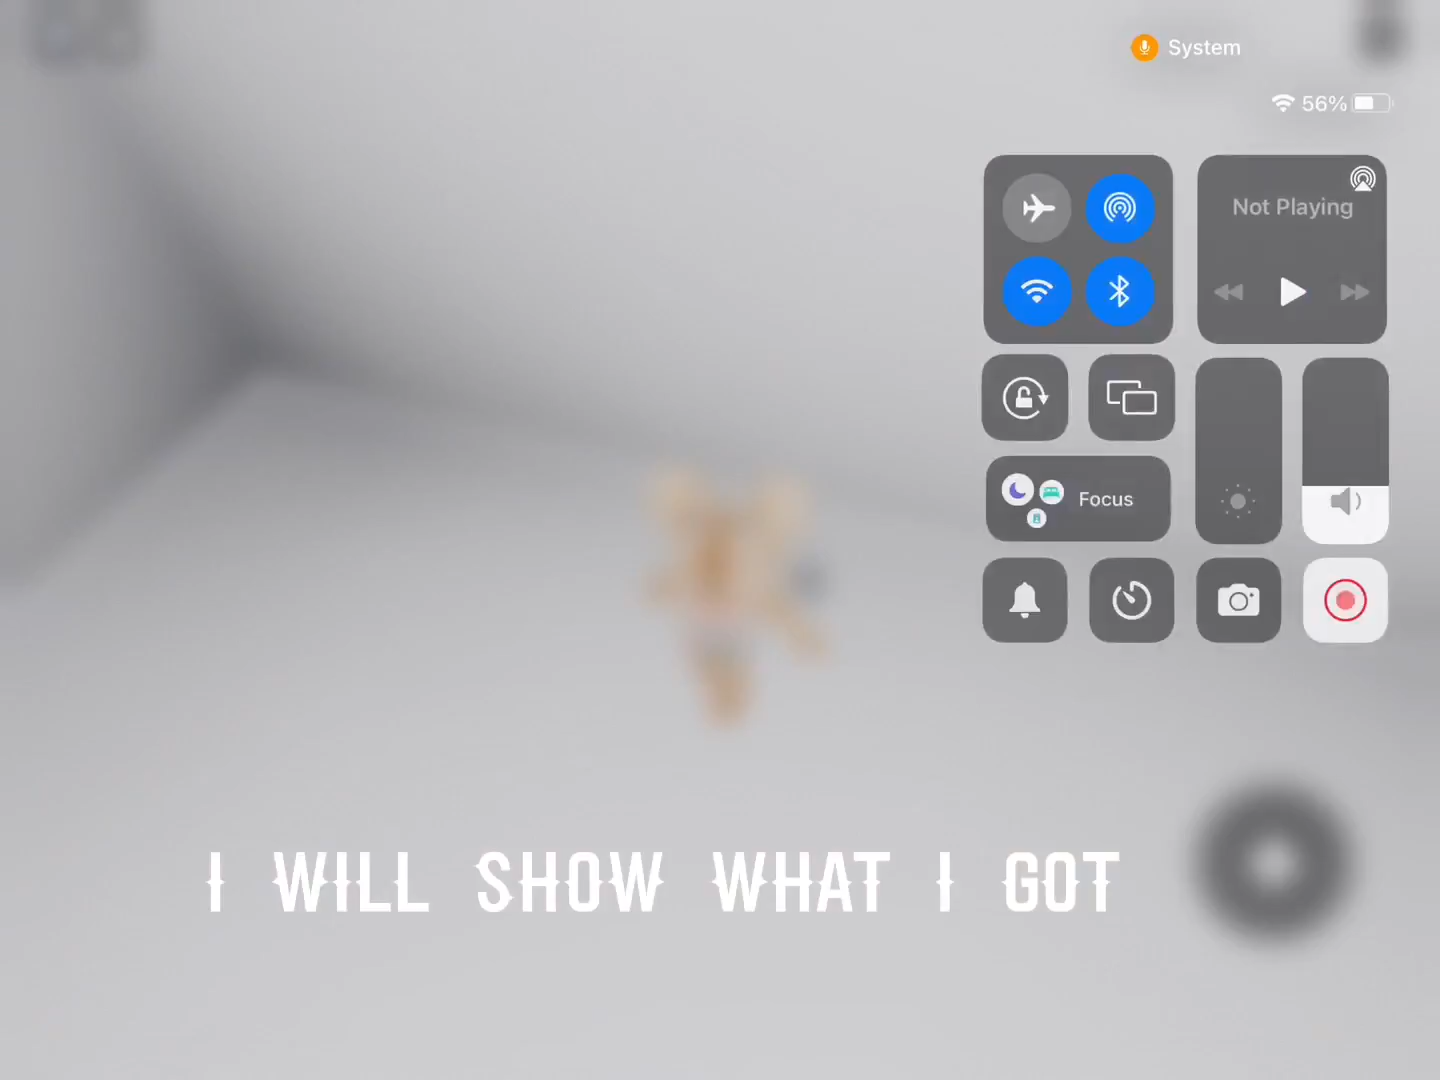 System
56%
Not Playing
Focus
I WILL SHOW WHAT I GOT